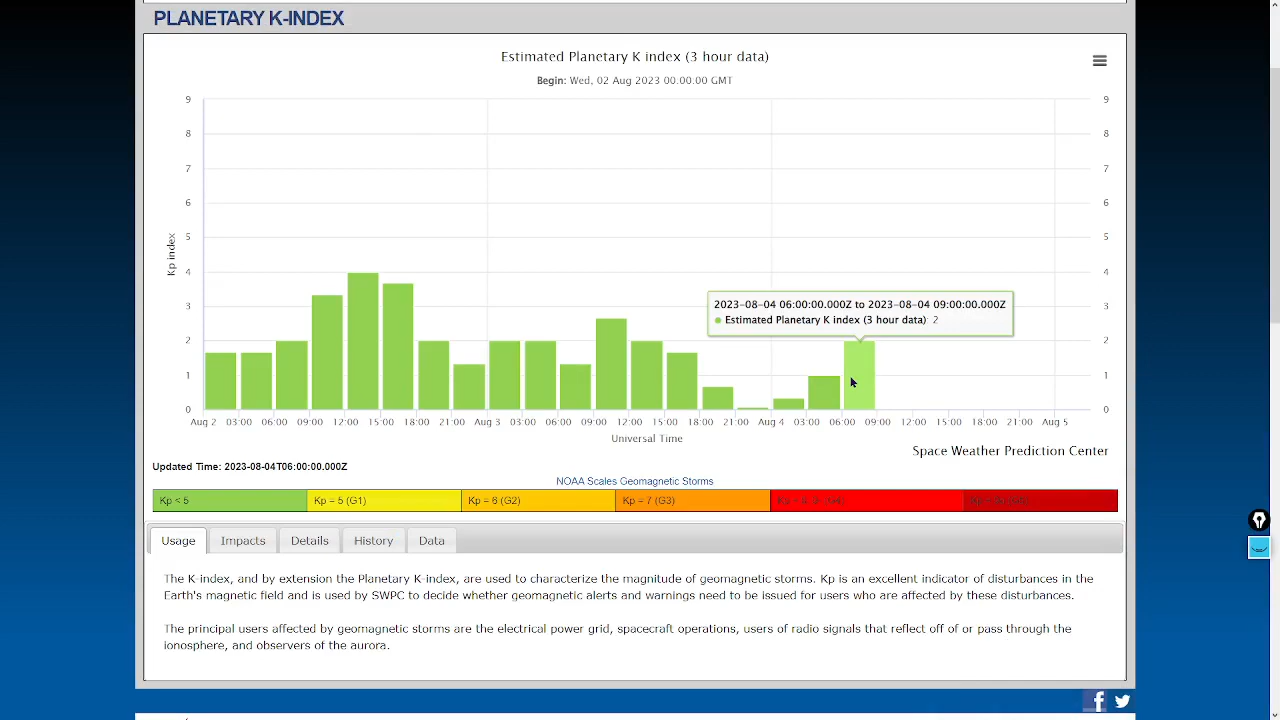 PLANETARY K-INDEX
Estimated Planetary K index (3 hour data)
Begin: Wed, 02 Aug 2023 00.00.00 GMT
9 9
8 8
7 7
6 6
5 5
4 4
3 3
2 2
1 1
0 0
Kp index
2023-08-04 06:00:00.000Z to 2023-08-04 09:00:00.000Z
Estimated Planetary K index (3 hour data) 2
Aug 2 03:00 06:00 09:00 12:00 15:00 18:00 21:00 Aug 3 03:00 06:00 09:00 12:00 15:00 18:00 21:00 Aug 4 03:00 06:00 09:00 12:00 15:00 18:00 21:00 Aug 5
Universal Time
Space Weather Prediction Center
Updated Time: 2023-08-04T06:00:00.000Z
NOAA Scales Geomagnetic Storms
Kp < 5 Kp = 5 (G1) Kp = 6 (G2) Kp = 7 (G3)
Usage Impacts Details History Data
The K-index, and by extension the Planetary K-index, are used to characterize the magnitude of geomagnetic storms. Kp is an excellent indicator of disturbances in the
Earth's magnetic field and is used by SWPC to decide whether geomagnetic alerts and warnings need to be issued for users who are affected by these disturbances.
The principal users affected by geomagnetic storms are the electrical power grid, spacecraft operations, users of radio signals that reflect off of or pass through the
ionosphere, and observers of the aurora.